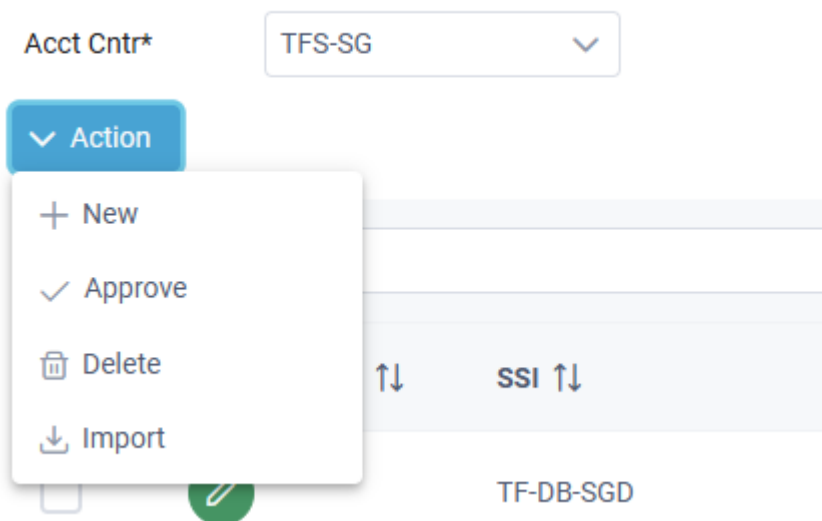 Acct Cntr* TFS-SG
Action
New
Approve
Delete
SSI
Import
TF-DB-SGD